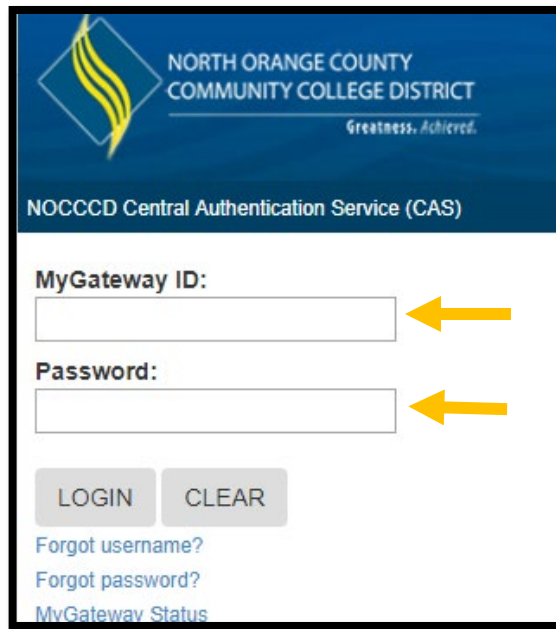 NORTH ORANGE COUNTY
COMMUNITY COLLEGE DISTRICT
Greatness. Achieved.
NOCCCD Central Authentication Service (CAS)
MyGateway ID:
Password:
LOGIN CLEAR
Forgot username?
Forgot password?
MyGateway Status